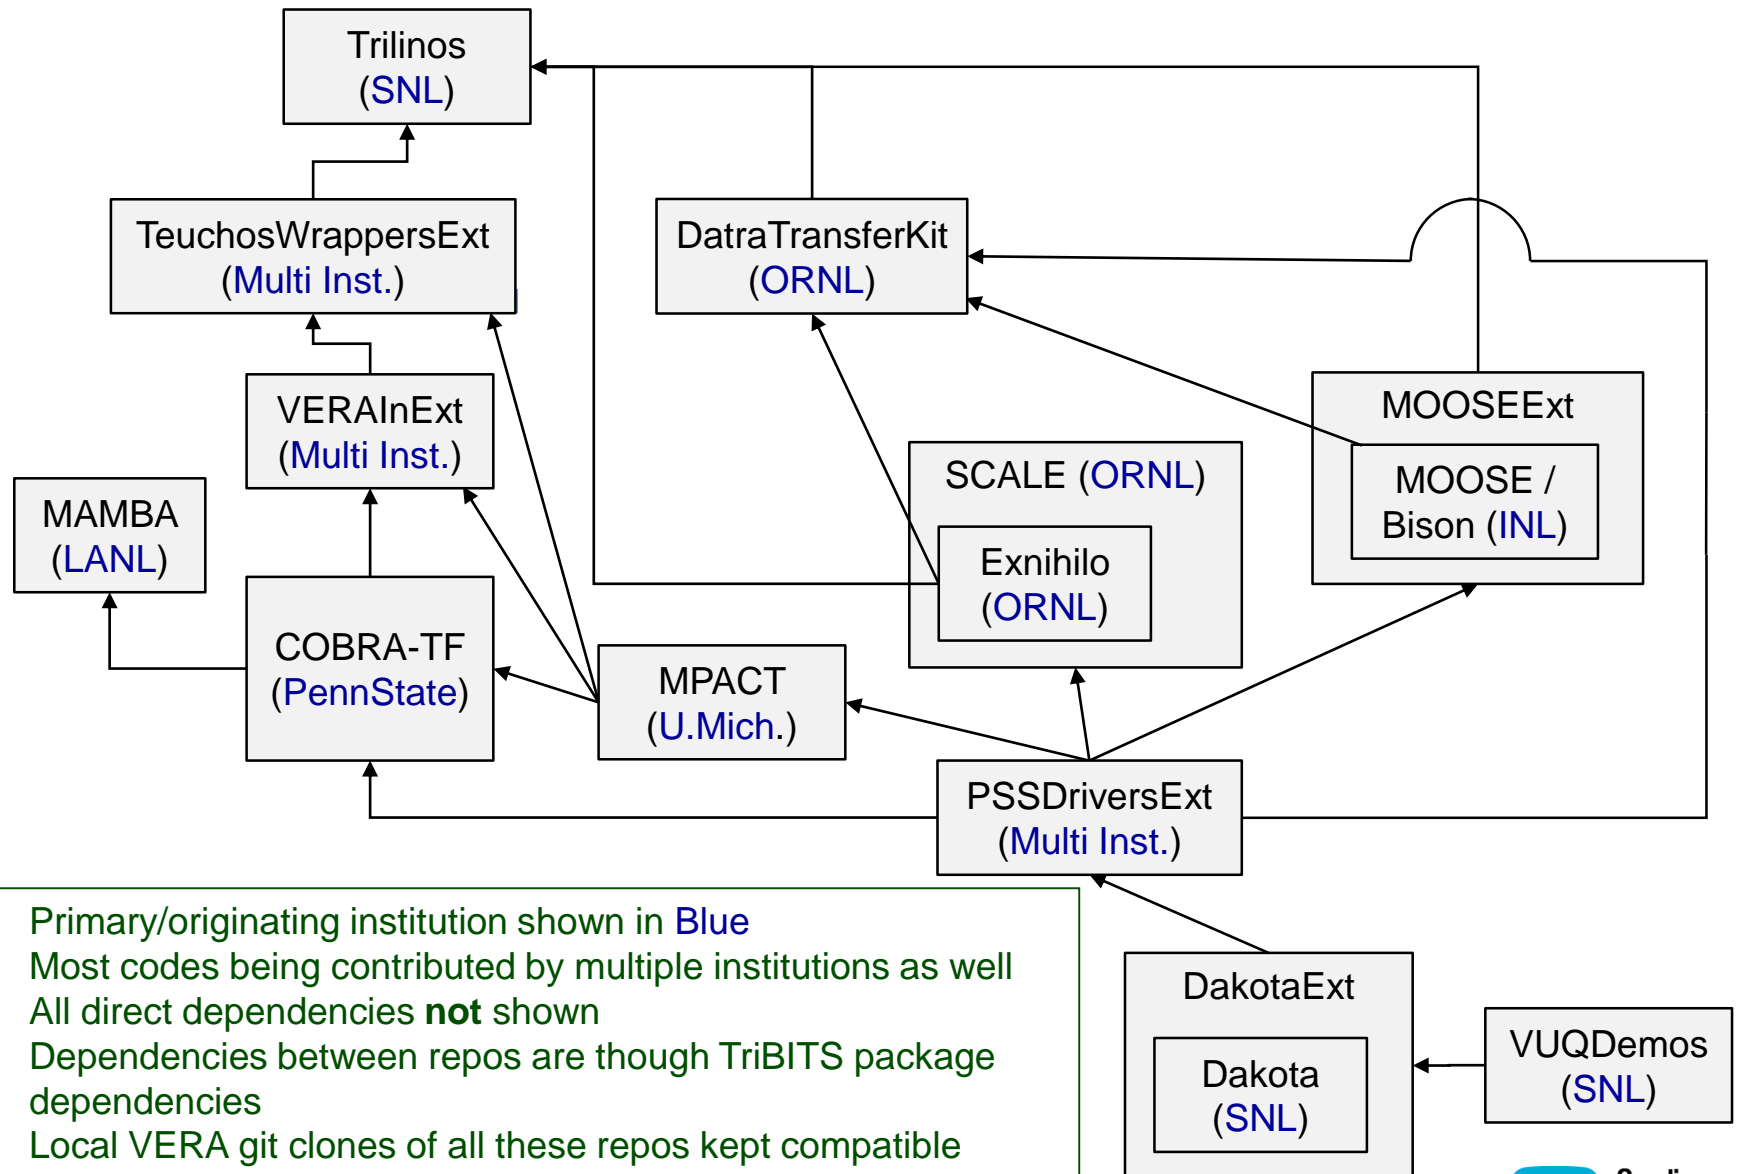 Trilinos
(SNL)
TeuchosWrappersExt
(Multi Inst.)
DatraTransferKit
(ORNL)
VERAInExt
(Multi Inst.)
MOOSEExt
MOOSE /
Bison (INL)
SCALE (ORNL)
Exnihilo
(ORNL)
MAMBA
(LANL)
COBRA-TF
(PennState)
MPACT
(U.Mich.)
PSSDriversExt
(Multi Inst.)
DakotaExt
Dakota
(SNL)
VUQDemos
(SNL)
Primary/originating institution shown in Blue
Most codes being contributed by multiple institutions as well
All direct dependencies not shown
Dependencies between repos are though TriBITS package
dependencies
Local VERA git clones of all these repos kept compatible